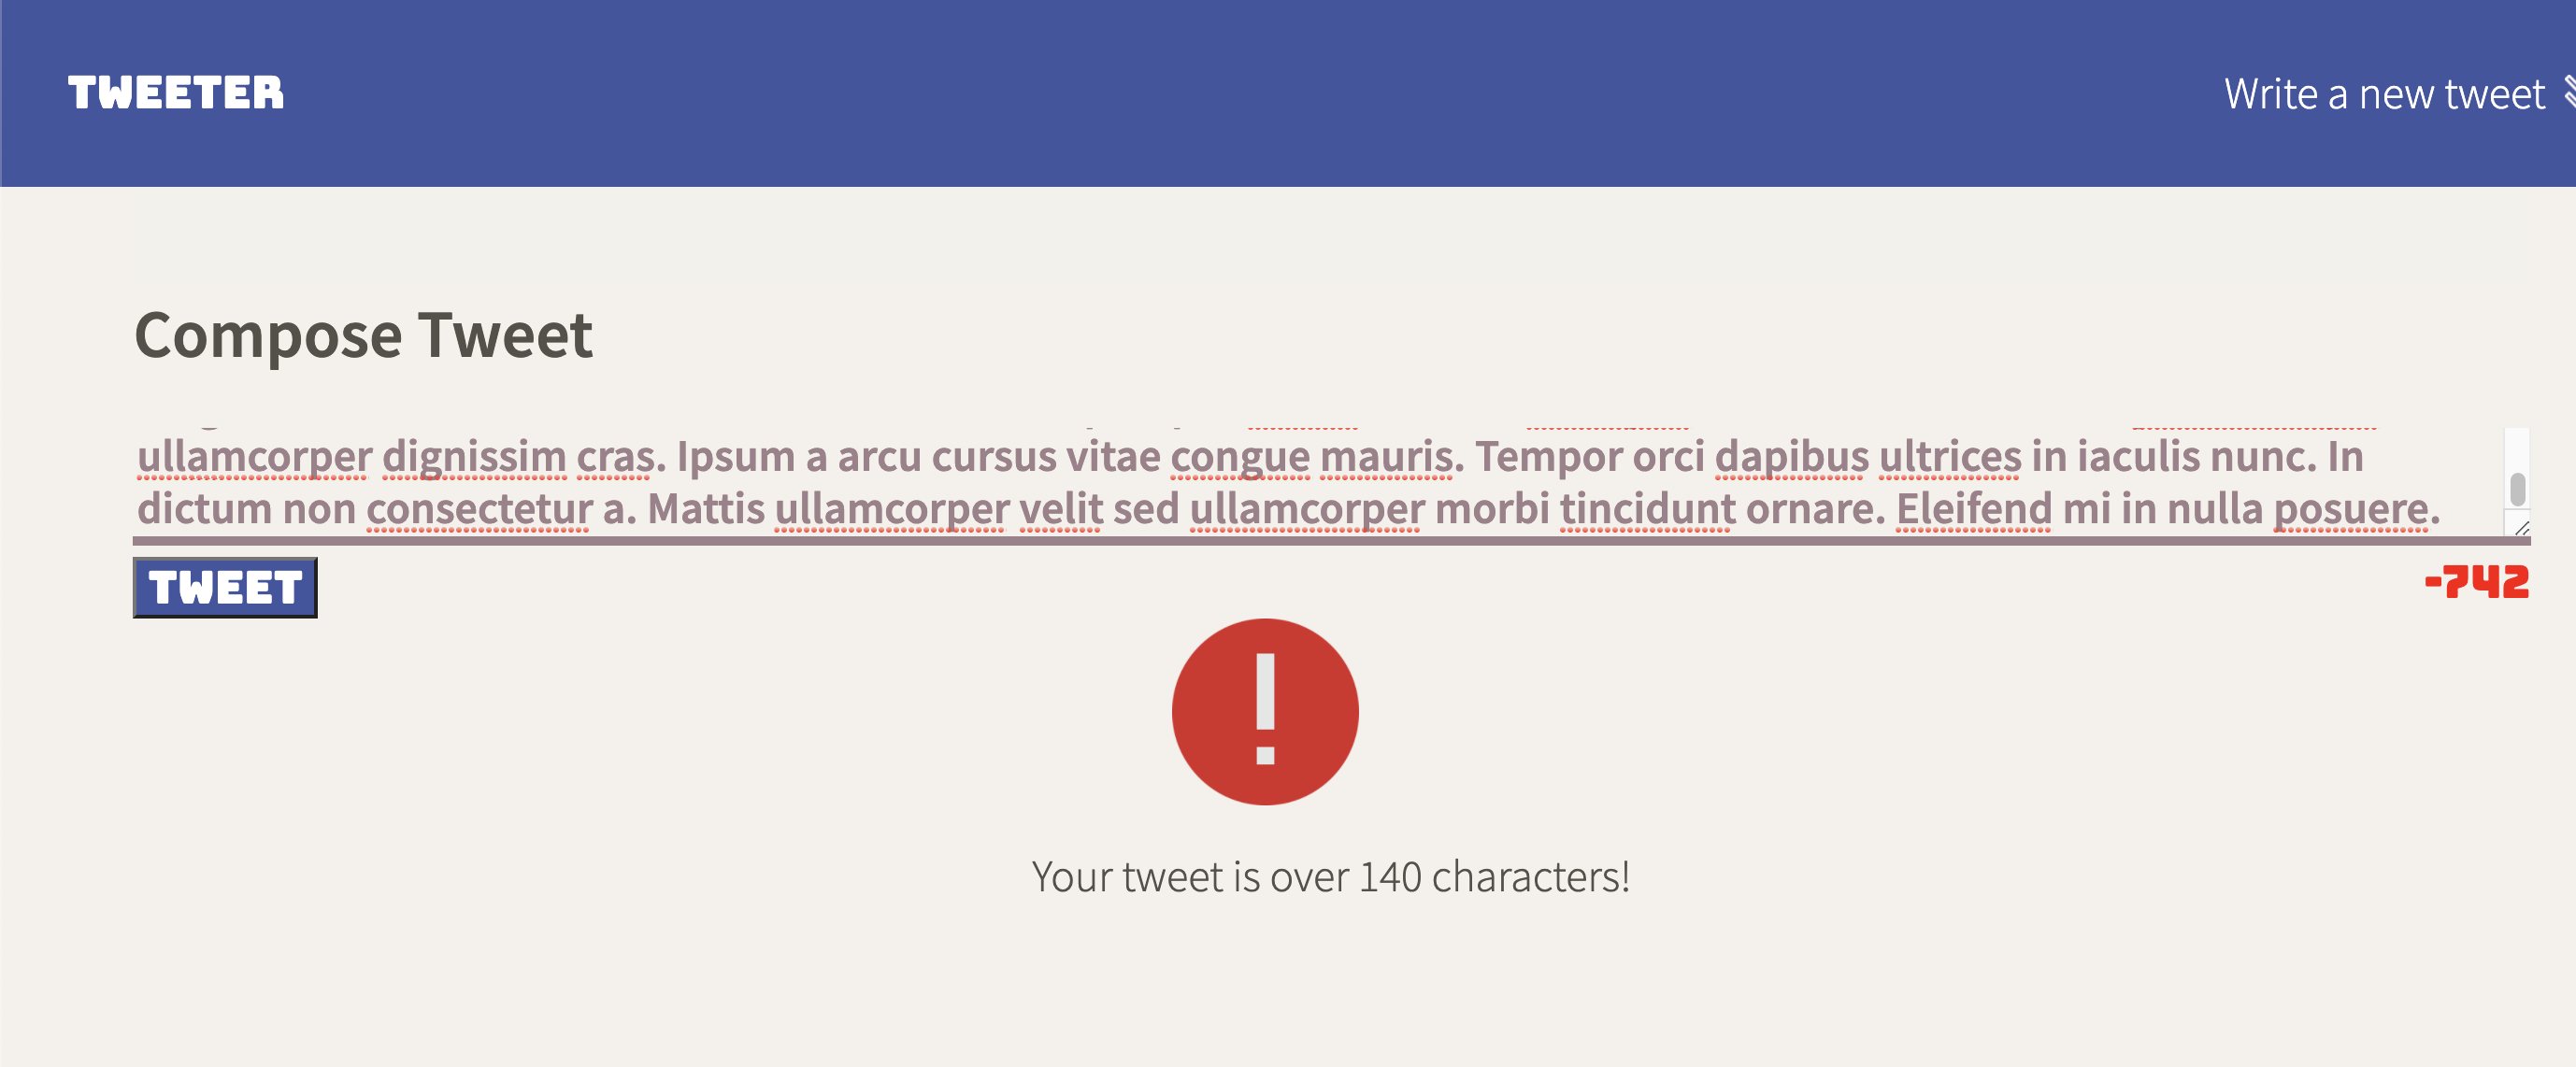 TWEETER
Write a new tweet
Compose Tweet
ullamcorper dignissim cras. Ipsum a arcu cursus vitae congue mauris. Tempor orci dapibus ultrices in iaculis nunc. In
dictum non consectetur a. Mattis ullamcorper velit sed ullamcorper morbi tincidunt ornare. Eleifend mi in nulla posuere.
TWEET
-742
Your tweet is over 140 characters!